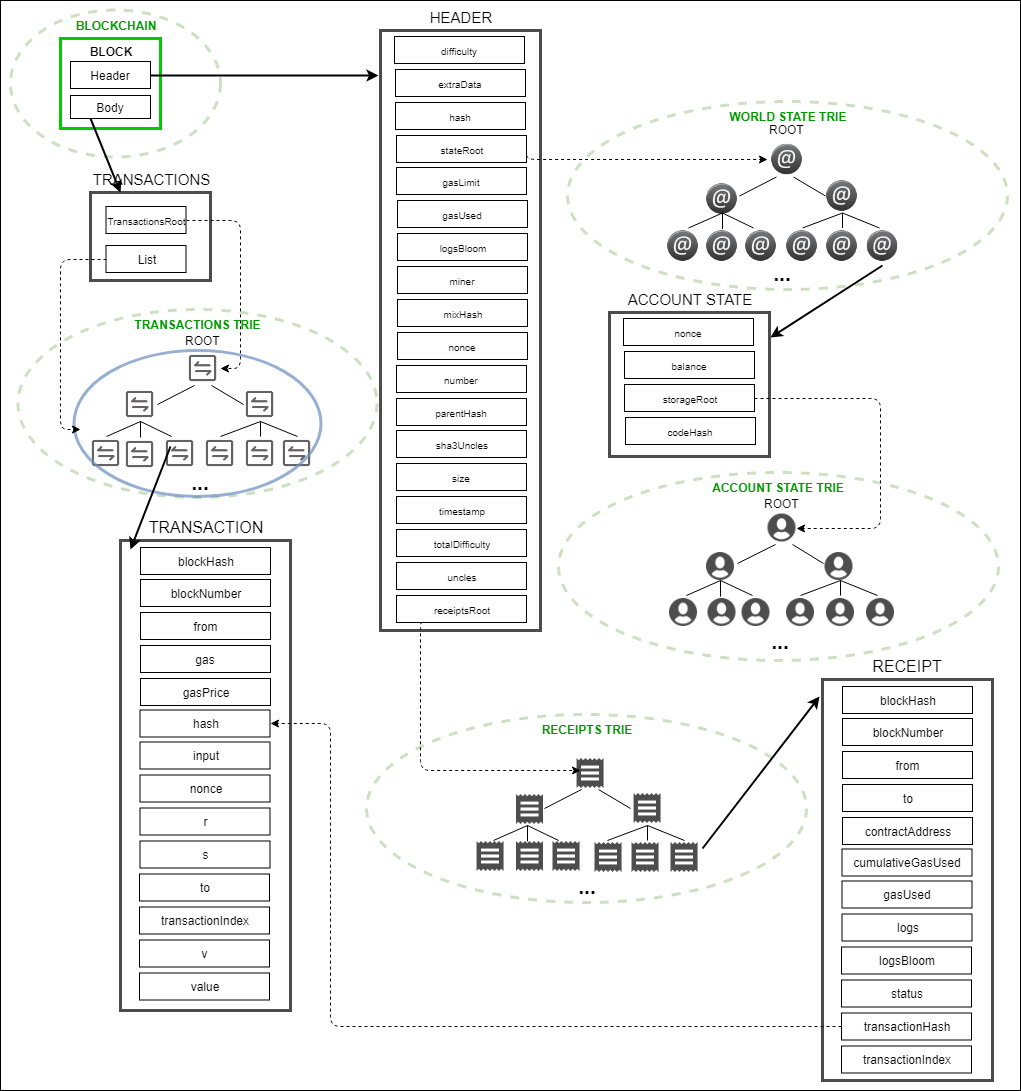 BLOCKCHAIN
BLOCK
Header
Body
TRANSACTIONS
TransactionsRoot
List
TRANSACTIONS TRIE
ROOT
...
TRANSACTION
blockHash
blockNumber
from
gas
gasPrice
hash
input
nonce
r
s
to
transactionIndex
v
value
HEADER
difficulty
extraData
hash
stateRoot
gasLimit
gasUsed
logsBloom
miner
mixHash
nonce
number
parentHash
sha3Uncles
size
timestamp
totalDifficulty
uncles
receiptsRoot
WORLD STATE TRIE
ROOT
@
@ @
@ @ @ @ @ @
...
ACCOUNT STATE
nonce
balance
storageRoot
codeHash
ACCOUNT STATE TRIE
ROOT
...
RECEIPTS TRIE
...
RECEIPT
blockHash
blockNumber
from
to
contractAddress
cumulativeGasUsed
gasUsed
logs
logsBloom
status
transactionHash
transactionIndex